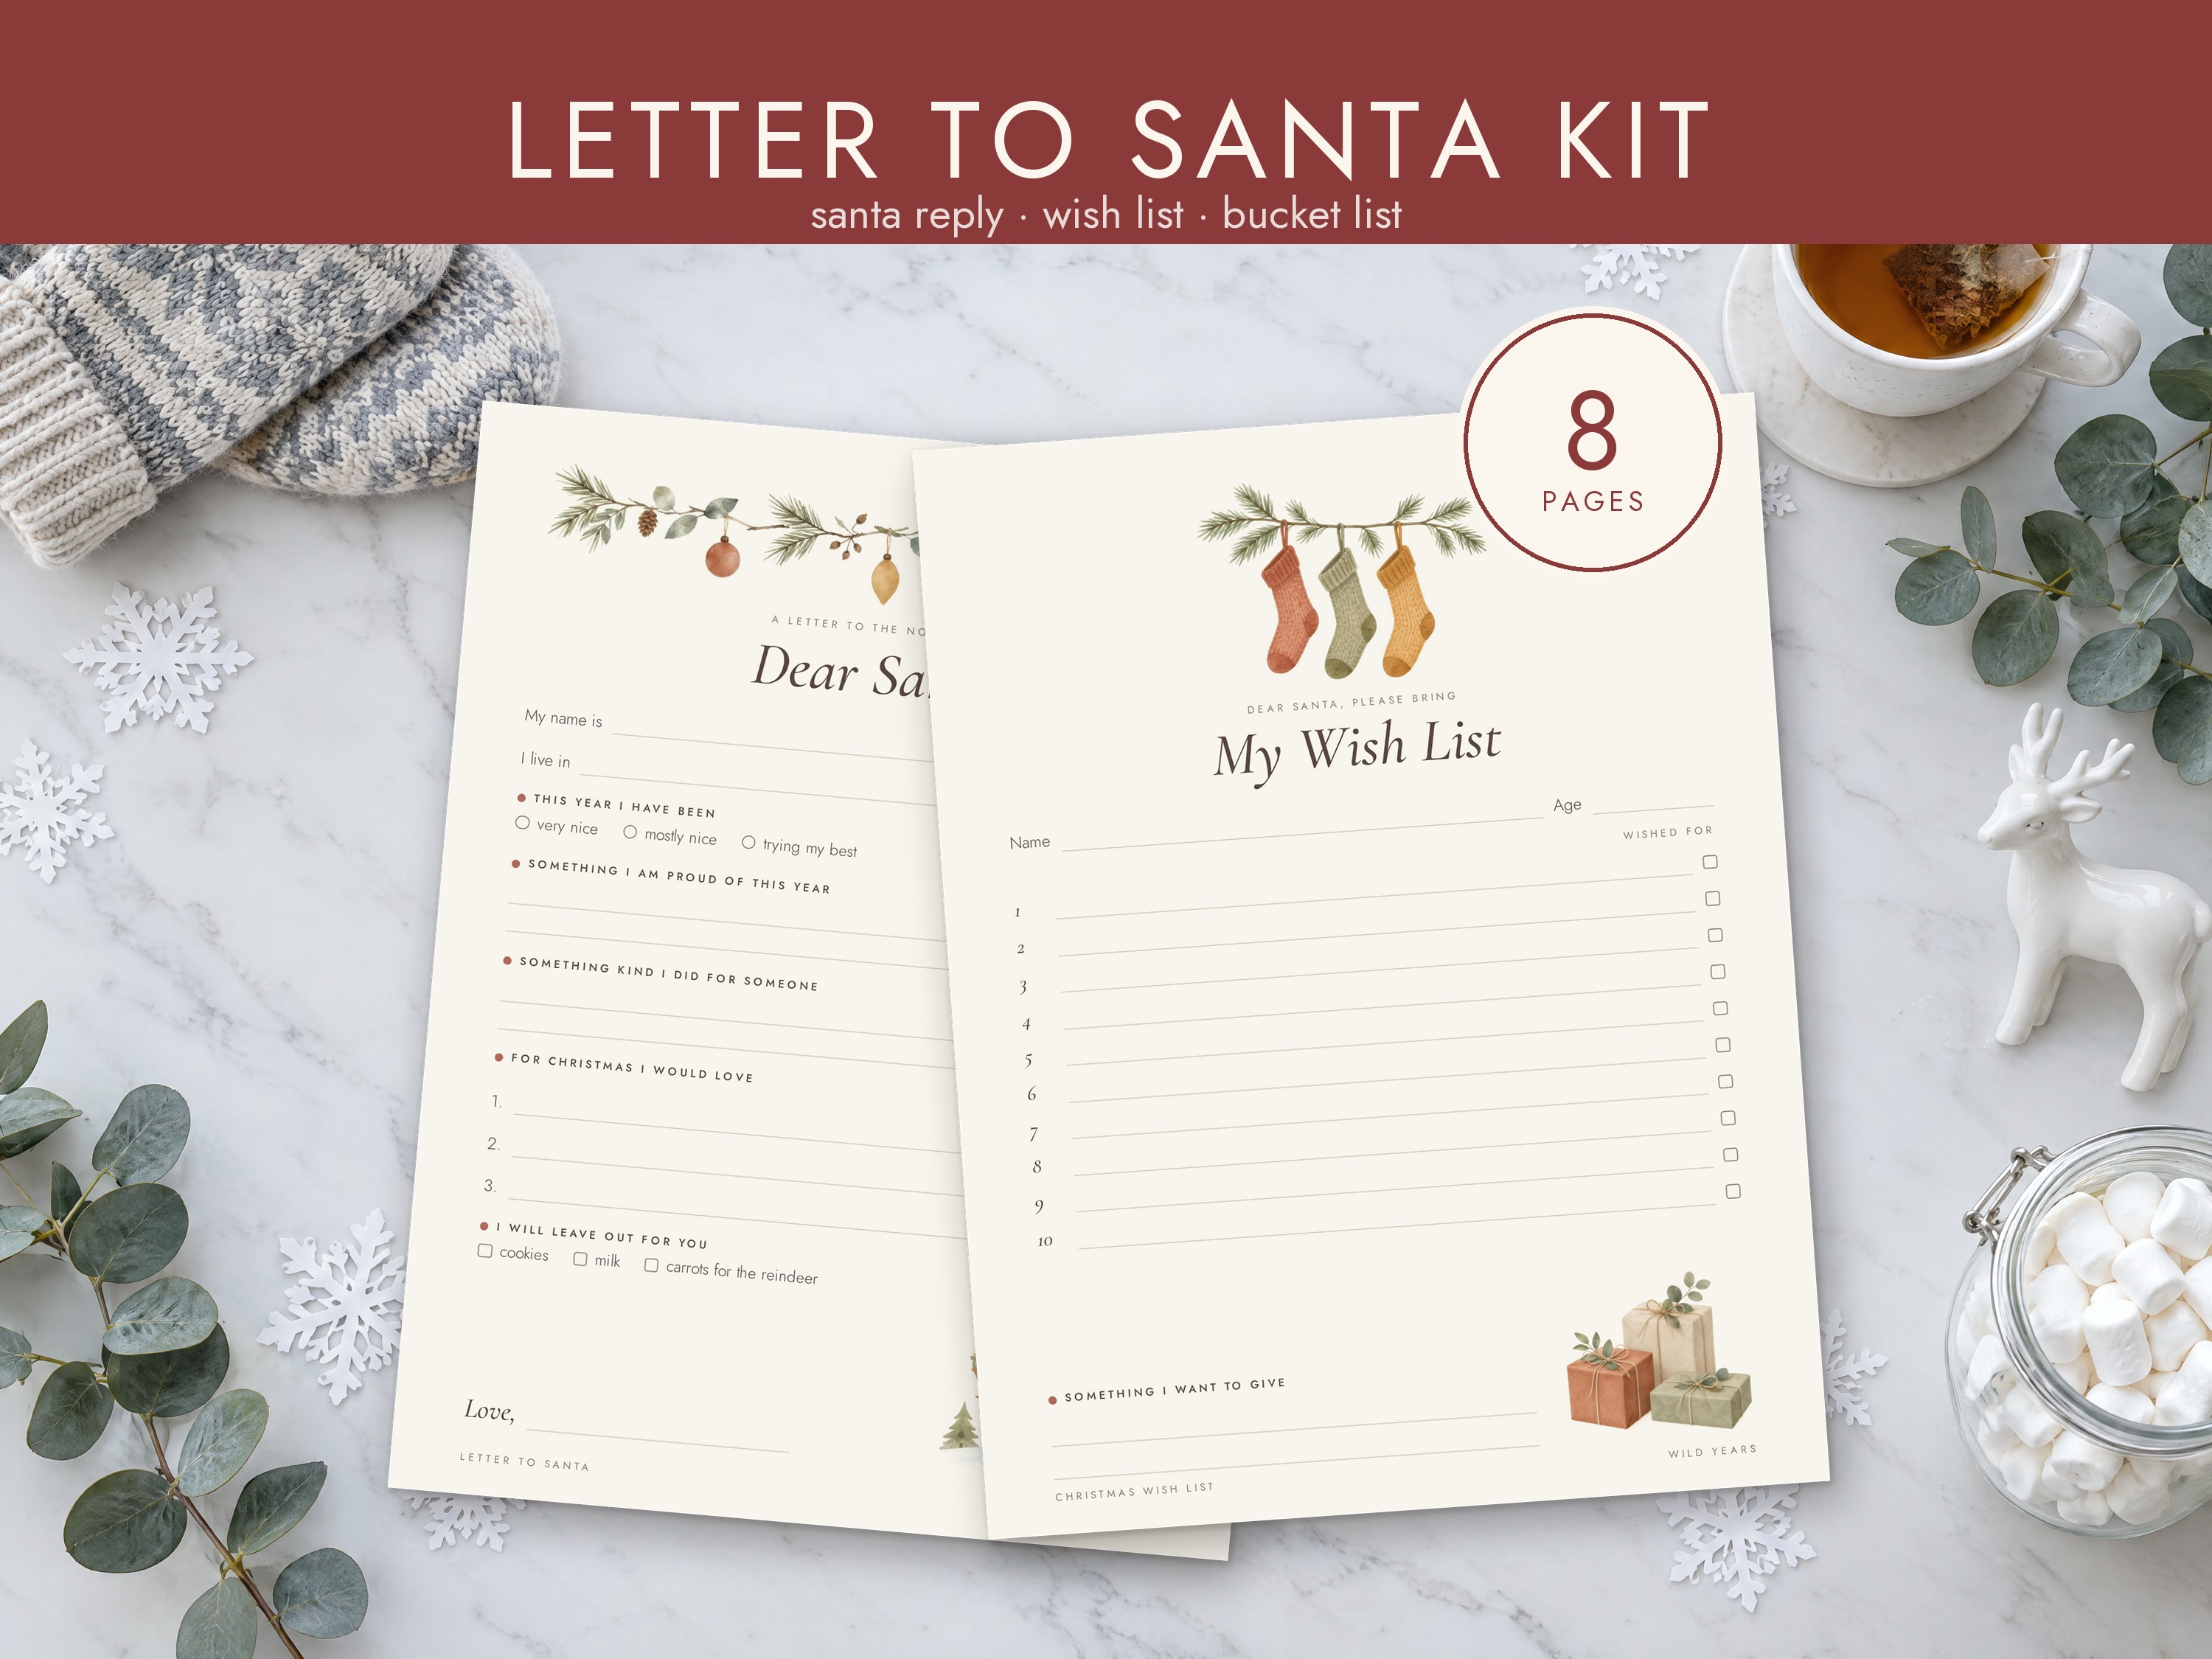 LETTER TO SANTA KIT
santa reply · wish list · bucket list
8
PAGES
A LETTER TO THE
Dear
My name is
I live in
THIS YEAR I HAVE BEEN
very nice mostly nice trying my best
SOMETHING I AM PROUD OF THIS YEAR
SOMETHING KIND I DID FOR SOMEONE
FOR CHRISTMAS I WOULD LOVE
1.
2.
3.
I WILL LEAVE OUT FOR YOU
cookies milk carrots for the reindeer
Love,
LETTER TO SANTA
DEAR SANTA, PLEASE BRING
My Wish List
Name Age
WISHED FOR
1
2
3
4
5
6
7
8
9
10
SOMETHING I WANT TO GIVE
WILD YEARS
CHRISTMAS WISH LIST